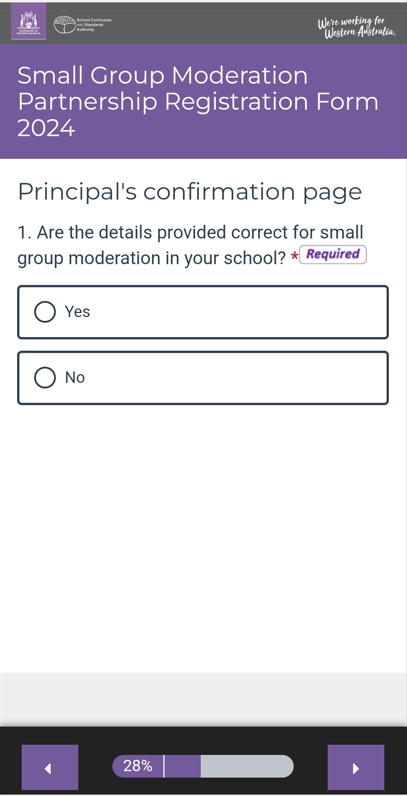 School Curriculum
and Standards
Authority
We're working for
Western Australia.
Small Group Moderation
Partnership Registration Form
2024
Principal's confirmation page
1. Are the details provided correct for small
group moderation in your school? * Required
Yes
No
28%